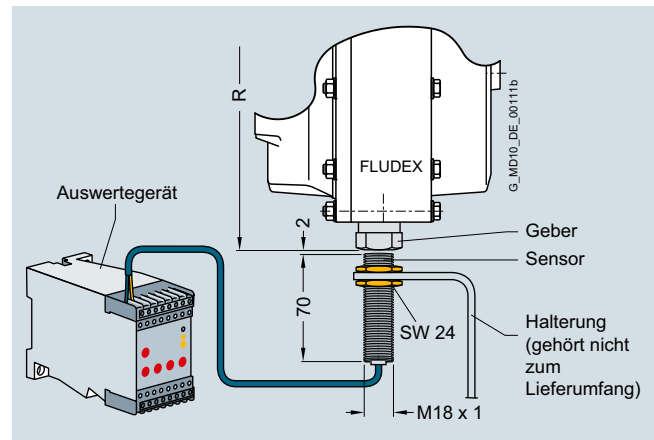 R
G_MD10_DE_00111b
FLUDEX
Auswertegerät
2
Geber
Sensor
70
SW 24
Halterung
(gehört nicht
zum
Lieferumfang)
M18 x 1